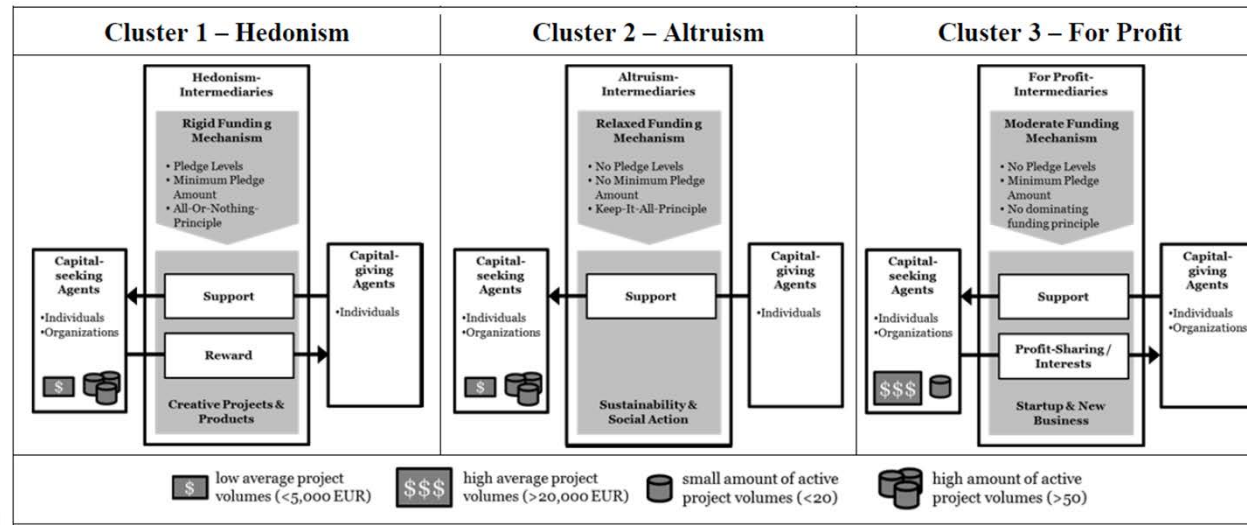 Cluster 1 – Hedonism
Cluster 2 – Altruism
Cluster 3 – For Profit
Hedonism-
Intermediaries
Rigid Funding
Mechanism
• Pledge Levels
• Minimum Pledge
Amount
• All-Or-Nothing-
Principle
Capital-
seeking
Agents
•Individuals
•Organizations
$
Support
Reward
Creative Projects &
Products
Capital-
giving
Agents
•Individuals
Altruism-
Intermediaries
Relaxed Funding
Mechanism
• No Pledge Levels
• No Minimum Pledge
Amount
• Keep-It-All-Principle
Capital-
seeking
Agents
•Individuals
•Organizations
$
Support
Sustainability &
Social Action
Capital-
giving
Agents
•Individuals
For Profit-
Intermediaries
Moderate Funding
Mechanism
• No Pledge Levels
• Minimum Pledge
Amount
• No dominating
funding principle
Capital-
seeking
Agents
•Individuals
•Organizations
$$$
Support
Profit-Sharing /
Interests
Startup & New
Business
Capital-
giving
Agents
•Individuals
•Organizations
$
low average project
volumes (<5,000 EUR)
$$$
high average project
volumes (>20,000 EUR)
small amount of active
project volumes (<20)
high amount of active
project volumes (>50)